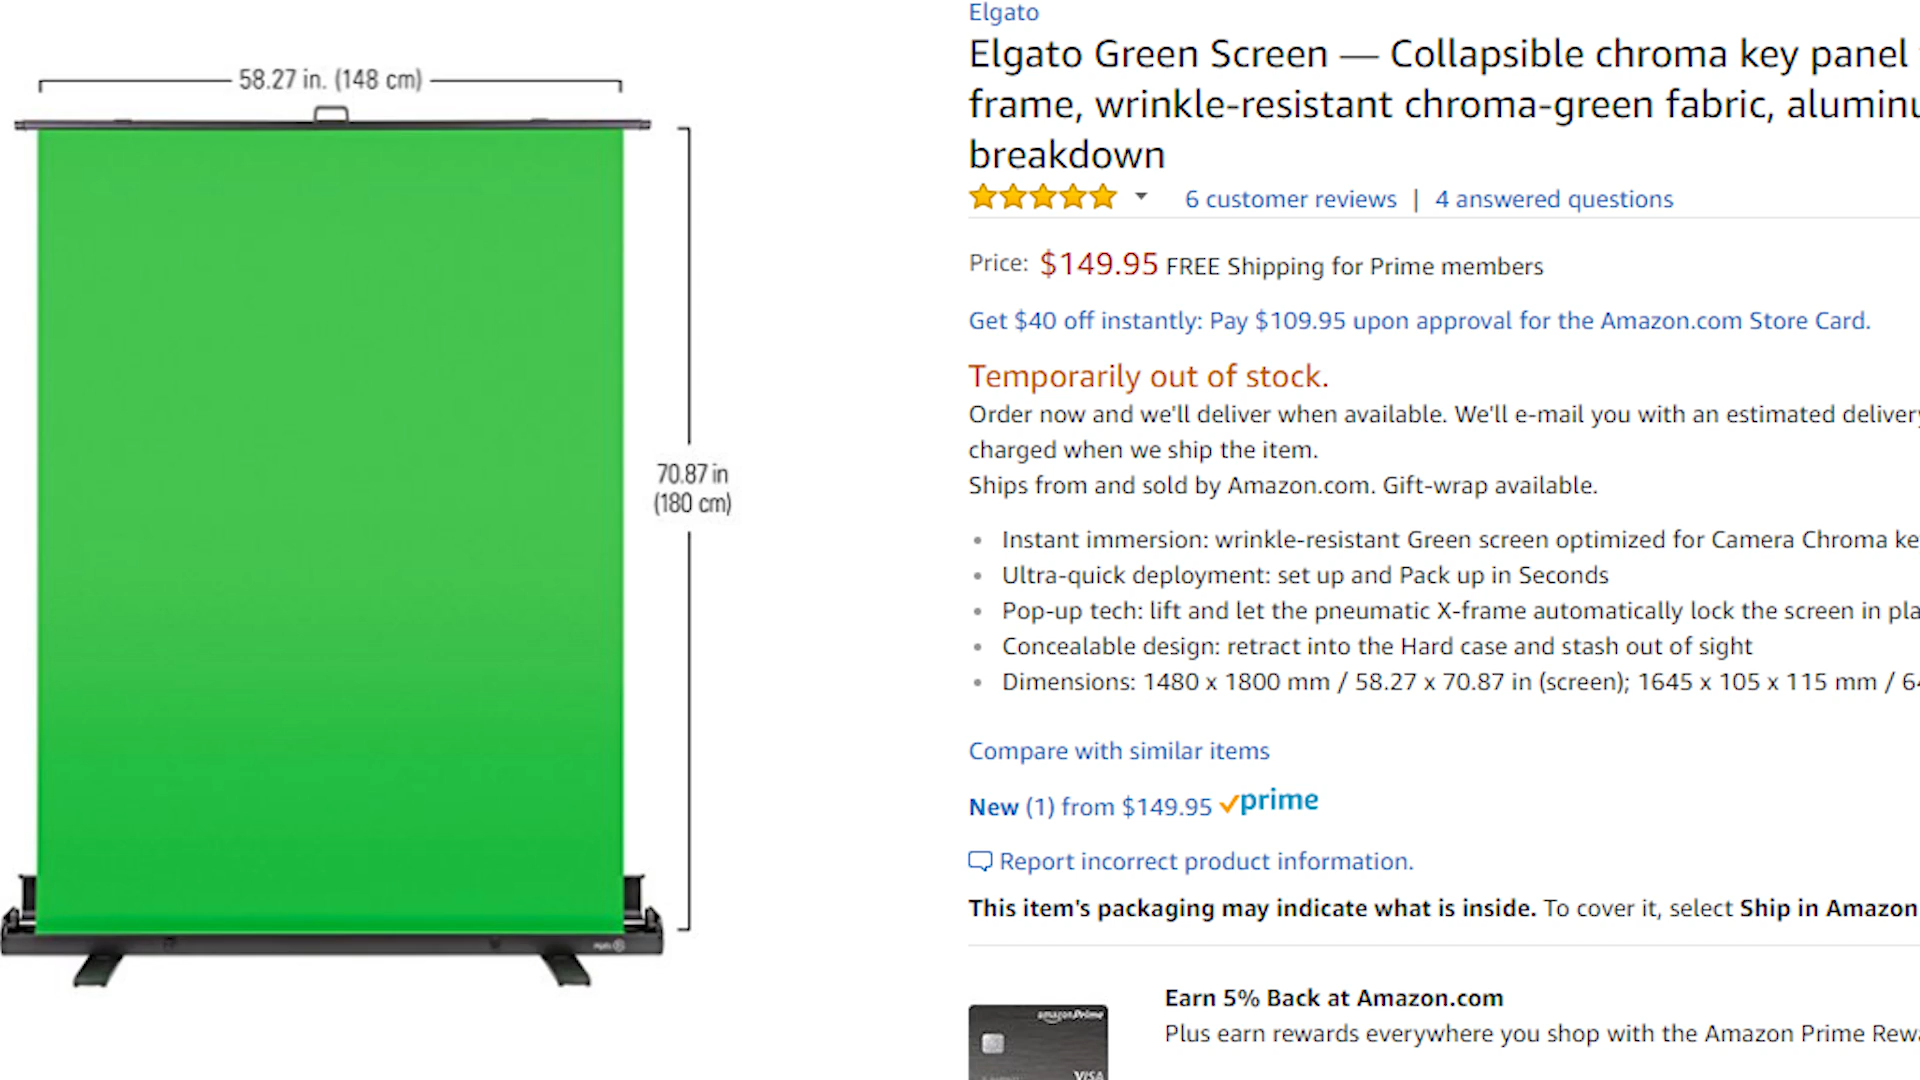 58.27 in. (148 cm)
70.87 in
(180 cm)
elgato
Elgato
Elgato Green Screen — Collapsible chroma key panel
frame, wrinkle-resistant chroma-green fabric, aluminu
breakdown
6 customer reviews | 4 answered questions
Price: $149.95 FREE Shipping for Prime members
Get $40 off instantly: Pay $109.95 upon approval for the Amazon.com Store Card.
Temporarily out of stock.
Order now and we'll deliver when available. We'll e-mail you with an estimated delivery
charged when we ship the item.
Ships from and sold by Amazon.com. Gift-wrap available.
• Instant immersion: wrinkle-resistant Green screen optimized for Camera Chroma ke
• Ultra-quick deployment: set up and Pack up in Seconds
• Pop-up tech: lift and let the pneumatic X-frame automatically lock the screen in pla
• Concealable design: retract into the Hard case and stash out of sight
• Dimensions: 1480 x 1800 mm / 58.27 x 70.87 in (screen); 1645 x 105 x 115 mm / 64
Compare with similar items
New (1) from $149.95 prime
Report incorrect product information.
This item's packaging may indicate what is inside. To cover it, select Ship in Amazon
Earn 5% Back at Amazon.com
Plus earn rewards everywhere you shop with the Amazon Prime Rewa
amazonPrime
VISA